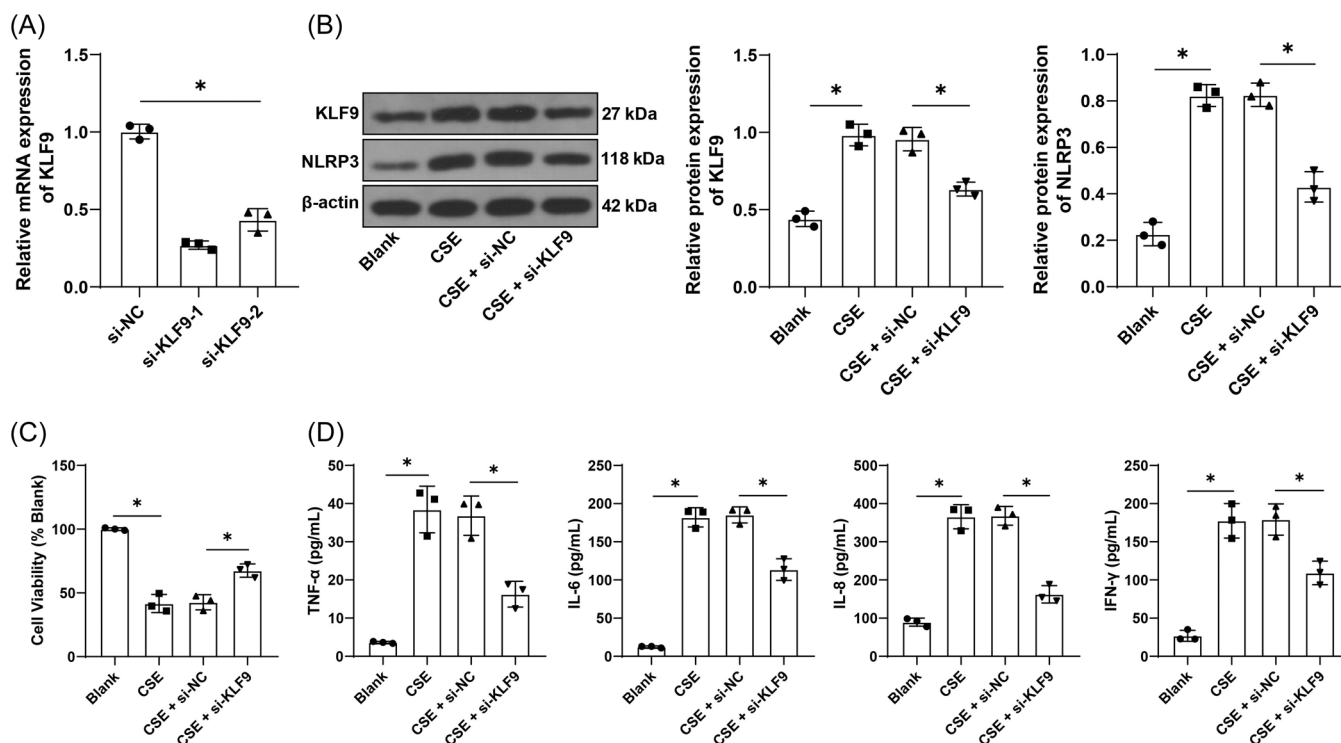 (A)
Relative mRNA expression
of KLF9
1.5
1.0
0.5
0.0
*
si-NC
si-KLF9-1
si-KLF9-2
(B)
KLF9
27 kDa
NLRP3
118 kDa
β-actin
42 kDa
Blank
CSE
CSE + si-NC
CSE + si-KLF9
Relative protein expression
of KLF9
1.5
1.0
0.5
0.0
*
*
Blank
CSE
CSE + si-NC
CSE + si-KLF9
Relative protein expression
of NLRP3
1.0
0.8
0.6
0.4
0.2
0.0
*
*
Blank
CSE
CSE + si-NC
CSE + si-KLF9
(C)
Cell Viability (% Blank)
150
100
50
0
*
*
Blank
CSE
CSE + si-NC
CSE + si-KLF9
(D)
TNF-α (pg/mL)
50
40
30
20
10
0
*
*
Blank
CSE
CSE + si-NC
CSE + si-KLF9
IL-6 (pg/mL)
250
200
150
100
50
0
*
*
Blank
CSE
CSE + si-NC
CSE + si-KLF9
IL-8 (pg/mL)
500
400
300
200
100
0
*
*
Blank
CSE
CSE + si-NC
CSE + si-KLF9
IFN-γ (pg/mL)
250
200
150
100
50
0
*
*
Blank
CSE
CSE + si-NC
CSE + si-KLF9